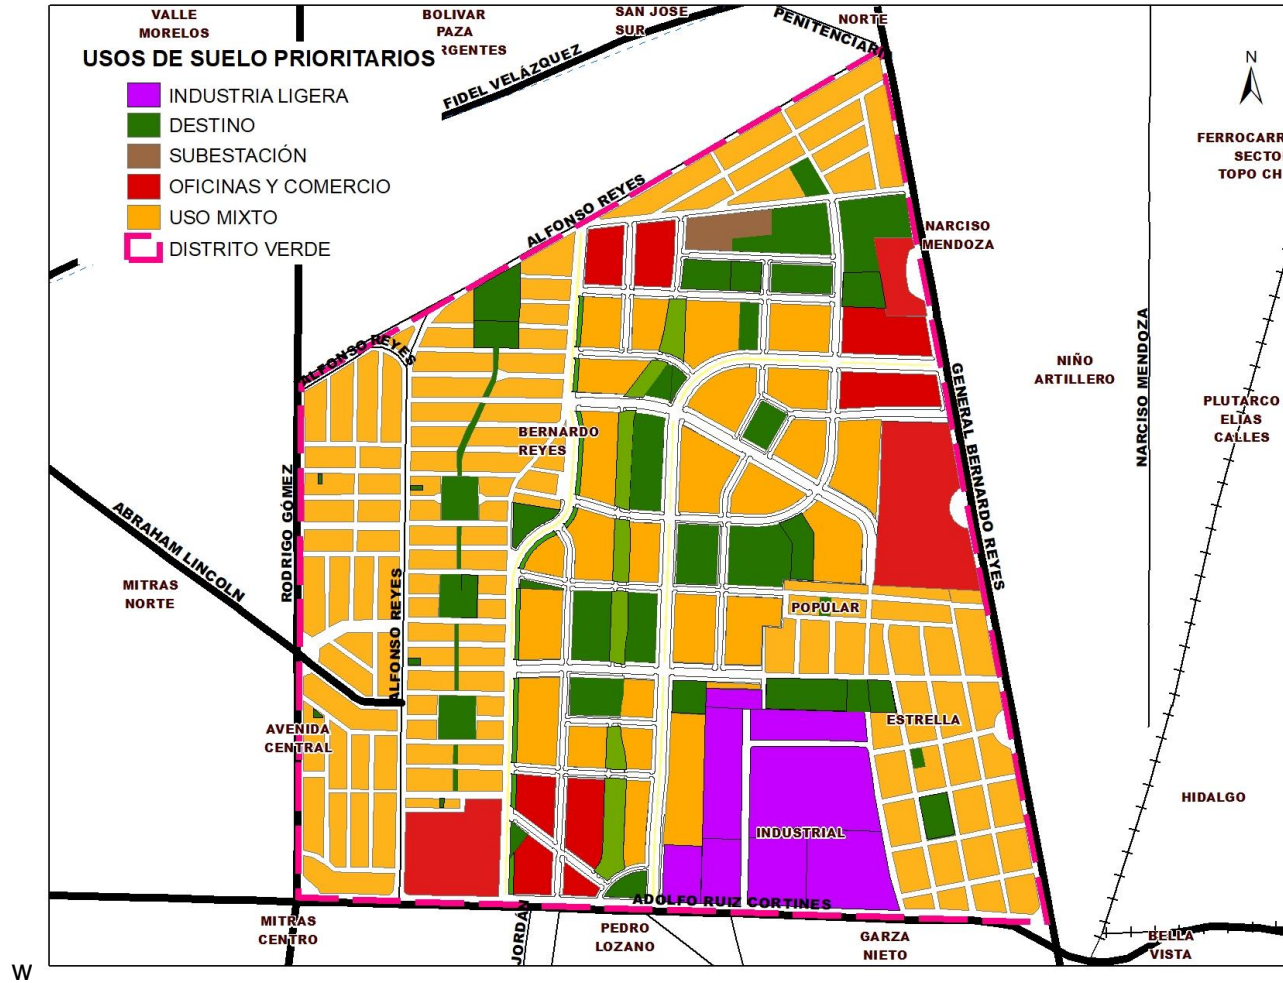 VALLE
MORELOS
BOLIVAR
PAZA
RGENTES
SAN JOSE
SUR
NORTE
PENITENCIARÍA
FIDEL VELÁZQUEZ
USOS DE SUELO PRIORITARIOS
INDUSTRIA LIGERA
DESTINO
SUBESTACIÓN
OFICINAS Y COMERCIO
USO MIXTO
DISTRITO VERDE
N
FERROCARR
SECTO
TOPO CH
ALFONSO REYES
NARCISO
MENDOZA
ALFONSO REYES
NARCISO MENDOZA
NIÑO
ARTILLERO
PLUTARCO
ELÍAS
CALLES
GENERAL BERNARDO REYES
BERNARDO
REYES
RODRIGO GÓMEZ
ABRAHAM LINCOLN
MITRAS
NORTE
ALFONSO REYES
POPULAR
ESTRELLA
AVENIDA
CENTRAL
HIDALGO
INDUSTRIAL
ADOLFO RUIZ CORTINES
MITRAS
CENTRO
JORDÁN
PEDRO
LOZANO
GARZA
NIETO
BELLA
VISTA
W